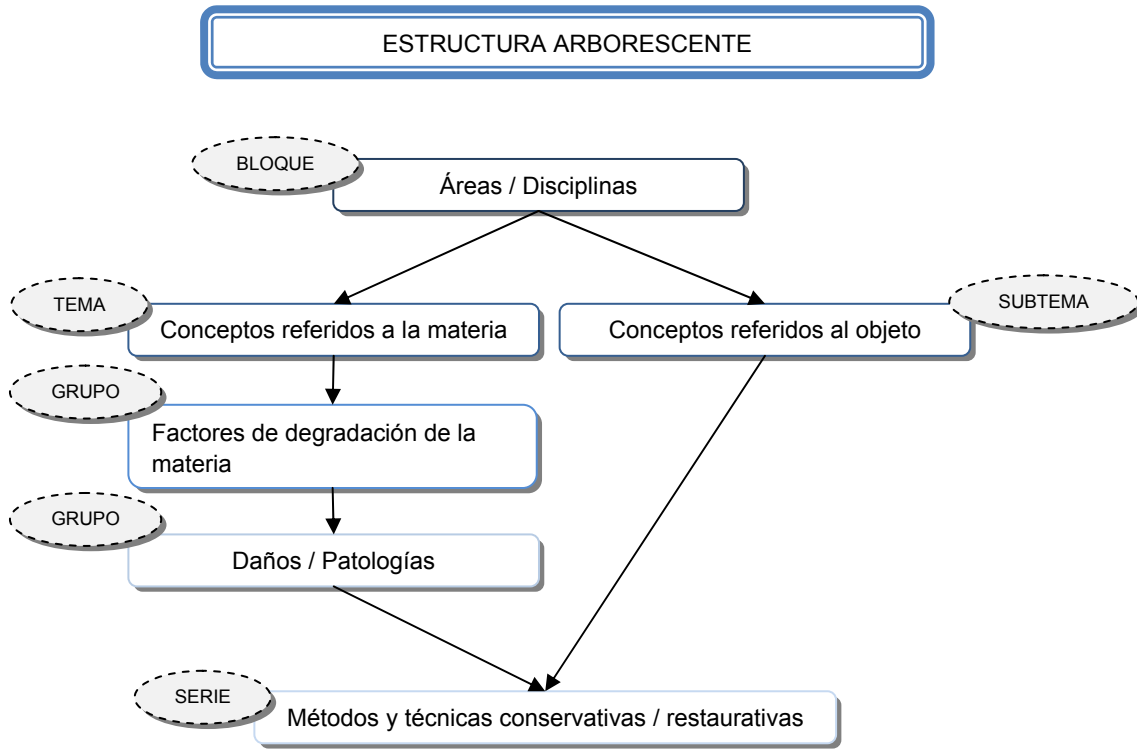 ESTRUCTURA ARBORESCENTE
BLOQUE
Áreas / Disciplinas
TEMA
Conceptos referidos a la materia
Conceptos referidos al objeto
SUBTEMA
GRUPO
Factores de degradación de la
materia
GRUPO
Daños / Patologías
SERIE
Métodos y técnicas conservativas / restaurativas